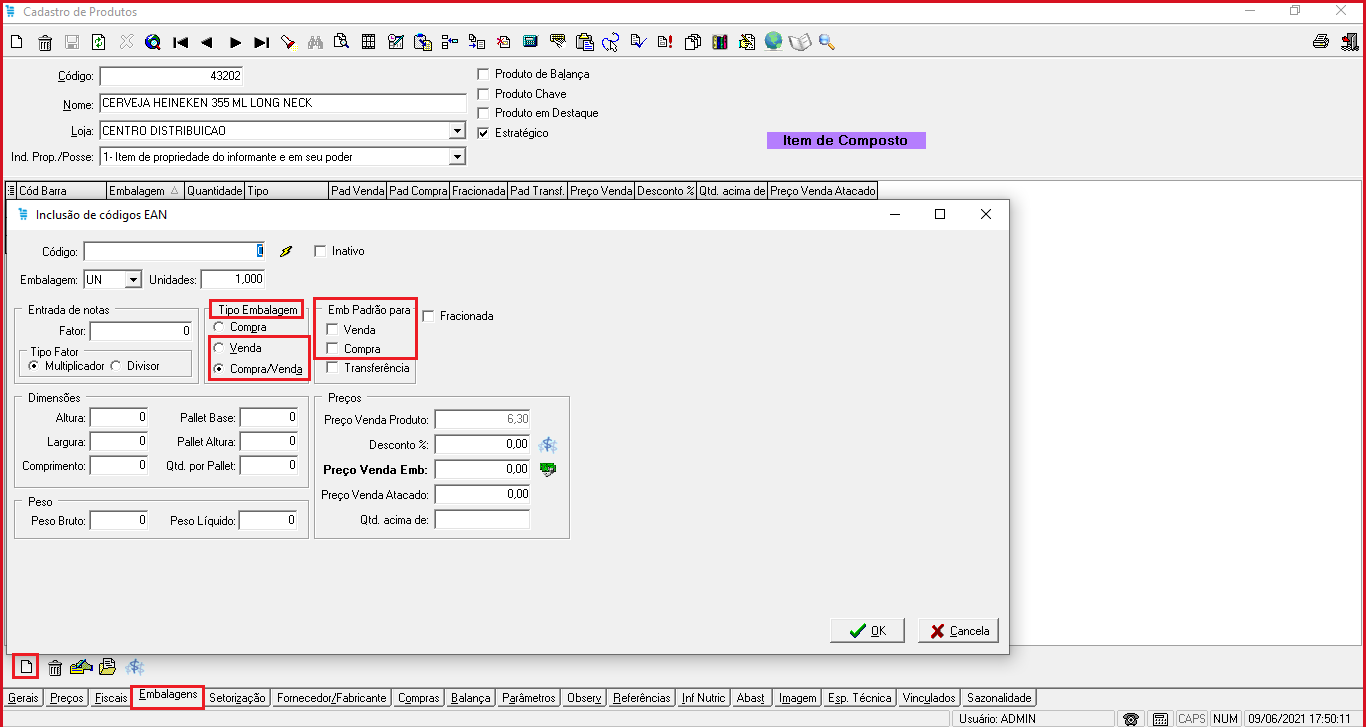 Cadastro de Produtos
Código: 43202
Nome: CERVEJA HEINEKEN 355 ML LONG NECK
Loja: CENTRO DISTRIBUICAO
Ind. Prop./Posse: 1- Item de propriedade do informante e em seu poder
Produto de Balança
Produto Chave
Produto em Destaque
Estratégico
Item de Composto
Cód Barra Embalagem Quantidade Tipo Pad Venda Pad Compra Fracionada Pad Transf. Preço Venda Desconto % Qtd. acima de Preço Venda Atacado
Inclusão de códigos EAN
Código: Inativo
Embalagem: UN Unidades: 1,000
Entrada de notas
Fator: 0
Tipo Fator
Multiplicador Divisor
Tipo Embalagem
Compra
Venda
Compra/Venda
Emb Padrão para
Venda
Compra
Transferência
Fracionada
Dimensões
Altura: 0 Pallet Base: 0
Largura: 0 Pallet Altura: 0
Comprimento: 0 Qtd. por Pallet: 0
Peso
Peso Bruto: 0 Peso Líquido: 0
Preços
Preço Venda Produto: 6,30
Desconto %: 0,00
Preço Venda Emb: 0,00
Preço Venda Atacado: 0,00
Qtd. acima de:
OK Cancela
Gerais Preços Fiscais Embalagens Setorização Fornecedor/Fabricante Compras Balança Parâmetros Observ Referências Inf Nutric Abast Imagem Esp. Técnica Vinculados Sazonalidade
Usuário: ADMIN CAPS NUM 09/06/2021 17:50:11